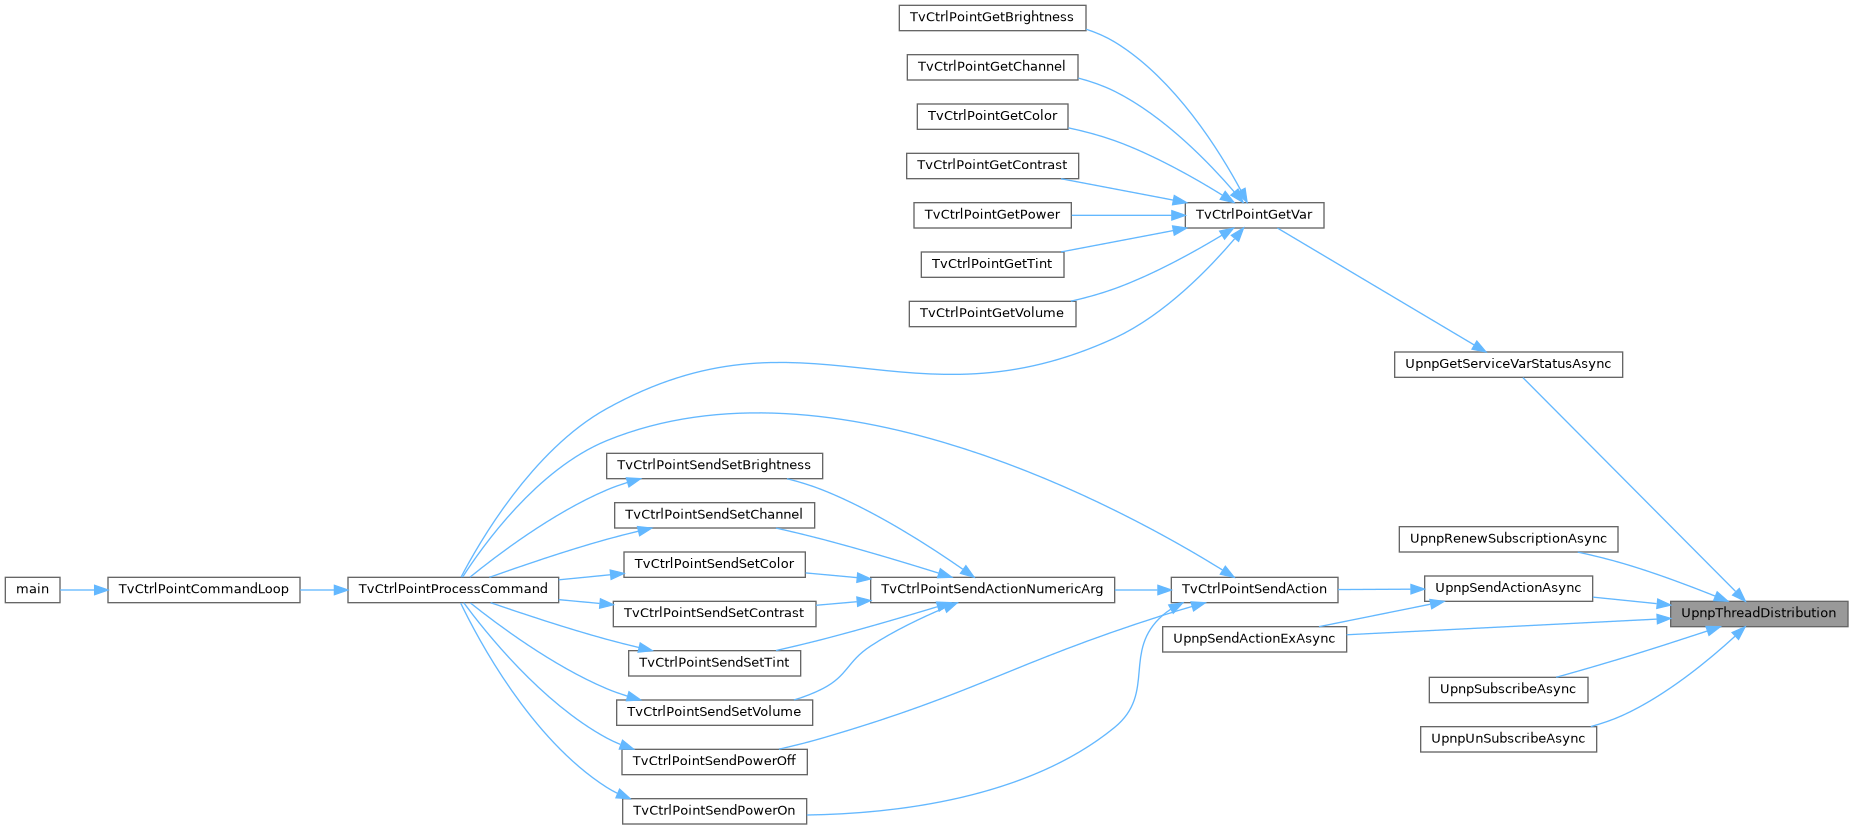 TvCtrlPointGetBrightness
TvCtrlPointGetChannel
TvCtrlPointGetColor
TvCtrlPointGetContrast
TvCtrlPointGetPower
TvCtrlPointGetVar
TvCtrlPointGetTint
TvCtrlPointGetVolume
UpnpGetServiceVarStatusAsync
TvCtrlPointSendSetBrightness
TvCtrlPointSendSetChannel
UpnpRenewSubscriptionAsync
TvCtrlPointSendSetColor
main
TvCtrlPointCommandLoop
TvCtrlPointProcessCommand
TvCtrlPointSendActionNumericArg
TvCtrlPointSendAction
UpnpSendActionAsync
TvCtrlPointSendSetContrast
UpnpThreadDistribution
UpnpSendActionExAsync
TvCtrlPointSendSetTint
UpnpSubscribeAsync
TvCtrlPointSendSetVolume
UpnpUnSubscribeAsync
TvCtrlPointSendPowerOff
TvCtrlPointSendPowerOn